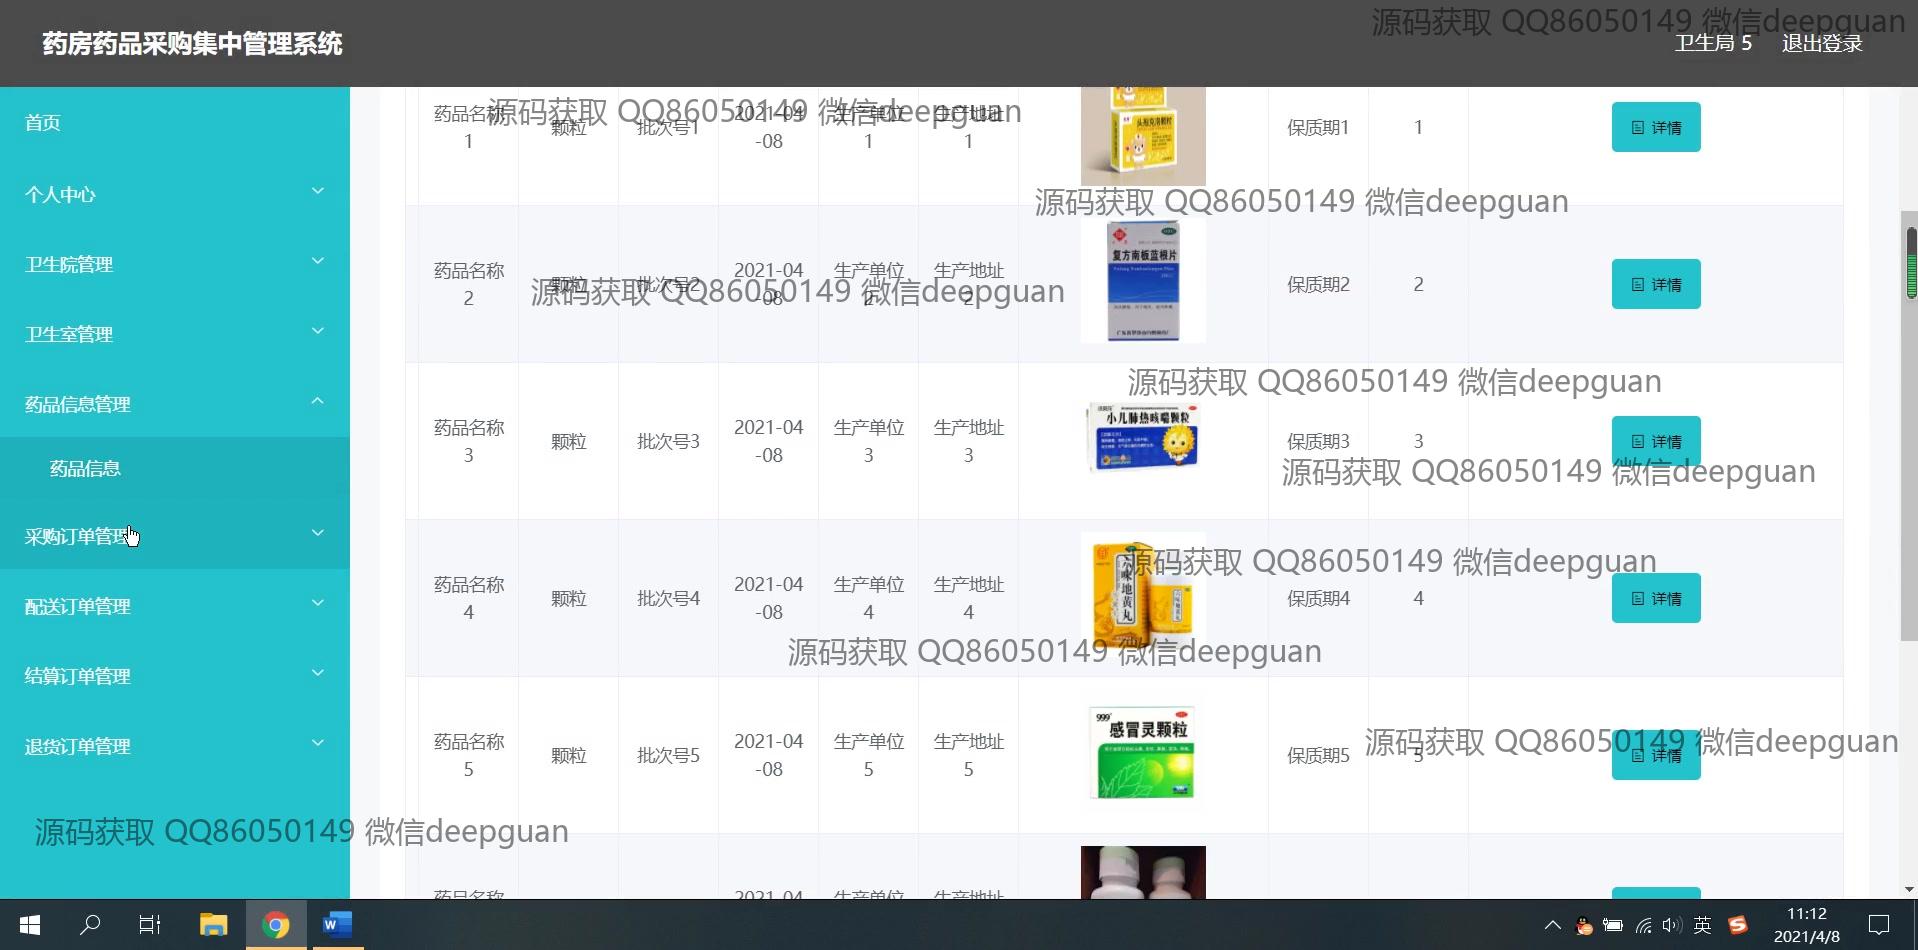 源码获取 QQ86050149 微信deepguan
药房药品采购集中管理系统
卫生局 5
退出登录
首页
个人中心
卫生院管理
卫生室管理
药品信息管理
药品信息
采购订单管理
配送订单管理
结算订单管理
退货订单管理
源码获取 QQ86050149 微信deepguan
药品名称
1
颗粒
批次号1
2021-04
-08
生产单位
1
生产地址
1
头孢克洛颗粒
保质期1
1
详情
源码获取 QQ86050149 微信deepguan
药品名称
2
颗粒
批次号2
2021-04
-08
生产单位
2
生产地址
2
复方南板蓝根片
保质期2
2
详情
源码获取 QQ86050149 微信deepguan
源码获取 QQ86050149 微信deepguan
药品名称
3
颗粒
批次号3
2021-04
-08
生产单位
3
生产地址
3
小儿肺热咳喘颗粒
保质期3
3
详情
源码获取 QQ86050149 微信deepguan
源码获取 QQ86050149 微信deepguan
药品名称
4
颗粒
批次号4
2021-04
-08
生产单位
4
生产地址
4
六味地黄丸
保质期4
4
详情
源码获取 QQ86050149 微信deepguan
药品名称
5
颗粒
批次号5
2021-04
-08
生产单位
5
生产地址
5
999
感冒灵颗粒
保质期5
5
详情
源码获取 QQ86050149 微信deepguan
源码获取 QQ86050149 微信deepguan
药品名称
2021-04
生产单位
生产地址
英
11:12
2021/4/8